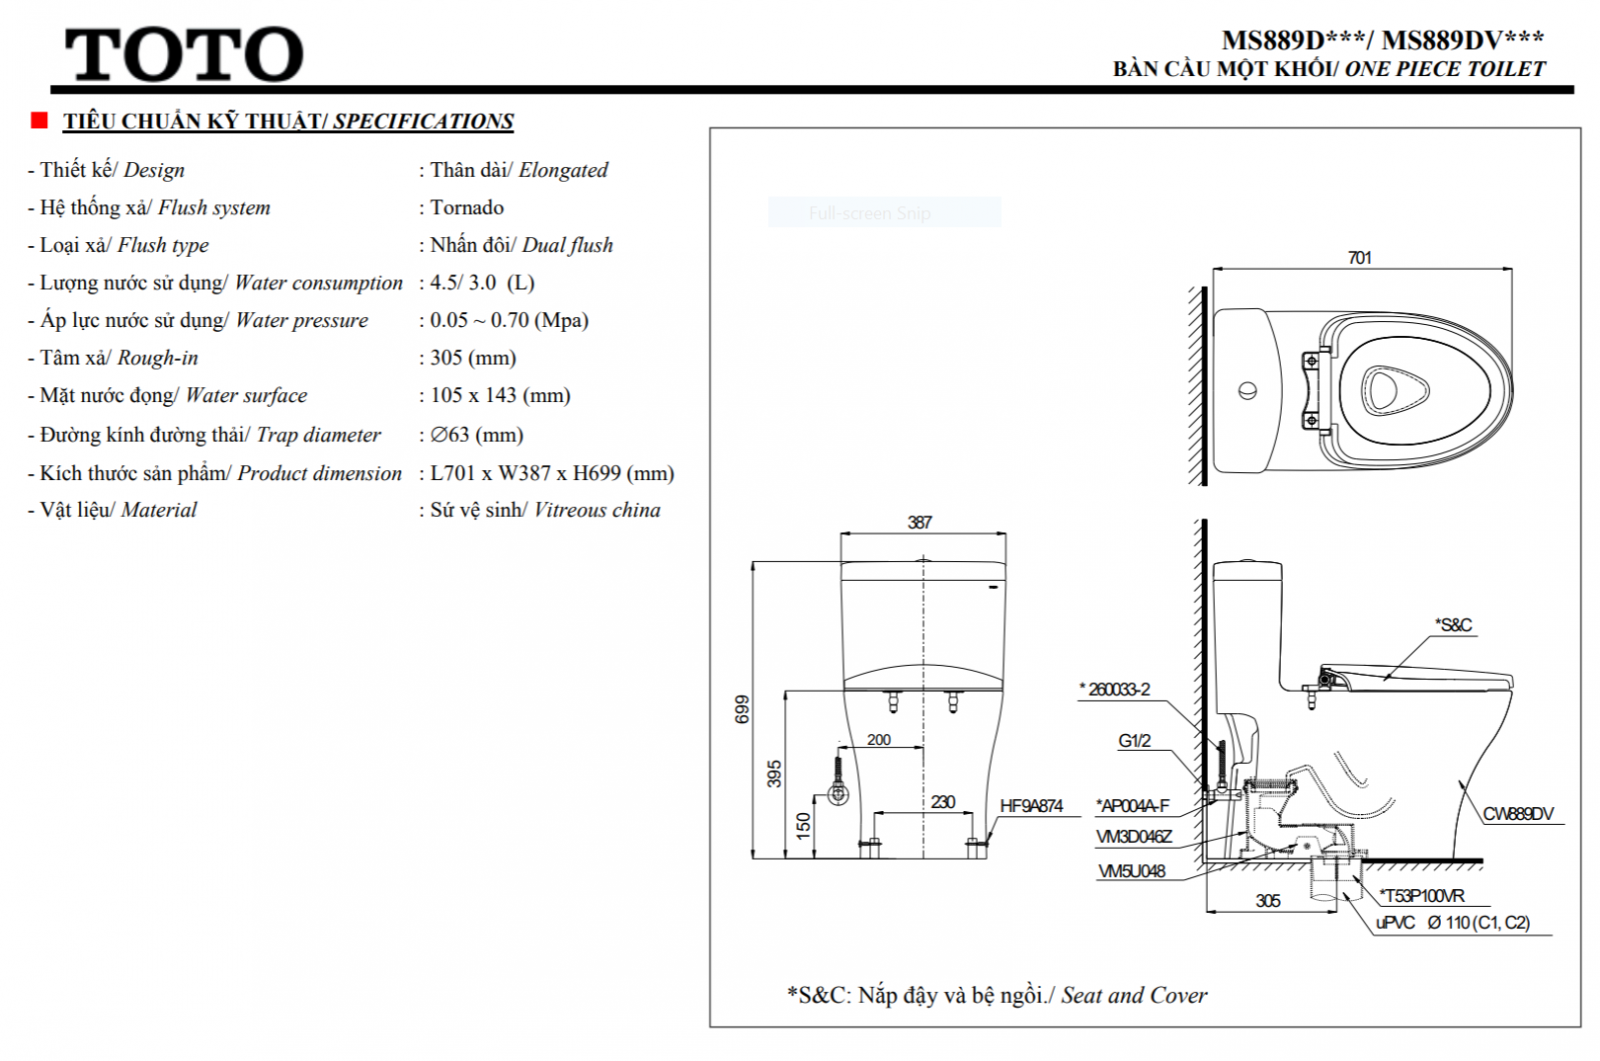 TOTO
MS889D***/ MS889DV***
BÀN CẦU MỘT KHỐI/ ONE PIECE TOILET
TIÊU CHUẨN KỸ THUẬT/ SPECIFICATIONS
- Thiết kế/ Design : Thân dài/ Elongated
- Hệ thống xả/ Flush system : Tornado
- Loại xả/ Flush type : Nhấn đôi/ Dual flush
- Lượng nước sử dụng/ Water consumption : 4.5/ 3.0 (L)
- Áp lực nước sử dụng/ Water pressure : 0.05 ~ 0.70 (Mpa)
- Tâm xả/ Rough-in : 305 (mm)
- Mặt nước đọng/ Water surface : 105 x 143 (mm)
- Đường kính đường thải/ Trap diameter : ∅63 (mm)
- Kích thước sản phẩm/ Product dimension : L701 x W387 x H699 (mm)
- Vật liệu/ Material : Sứ vệ sinh/ Vitreous china
Full-screen Snip
701
387
*S&C
* 260033-2
699
G1/2
200
395
230
HF9A874
*AP004A-F
150
CW889DV
VM3D046Z
VM5U048
*T53P100VR
305
uPVC Ø 110 (C1, C2)
*S&C: Nắp đậy và bệ ngồi./ Seat and Cover